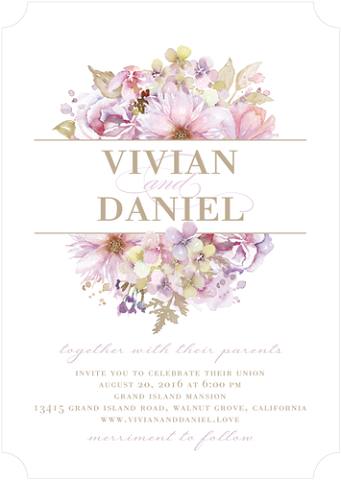 VIVIAN
and
DANIEL
together with their parents
INVITE YOU TO CELEBRATE THEIR UNION
AUGUST 20, 2016 AT 6:00 PM
GRAND ISLAND MANSION
13415 GRAND ISLAND ROAD, WALNUT GROVE, CALIFORNIA
WWW.VIVIANANDDANIEL.LOVE
merriment to follow